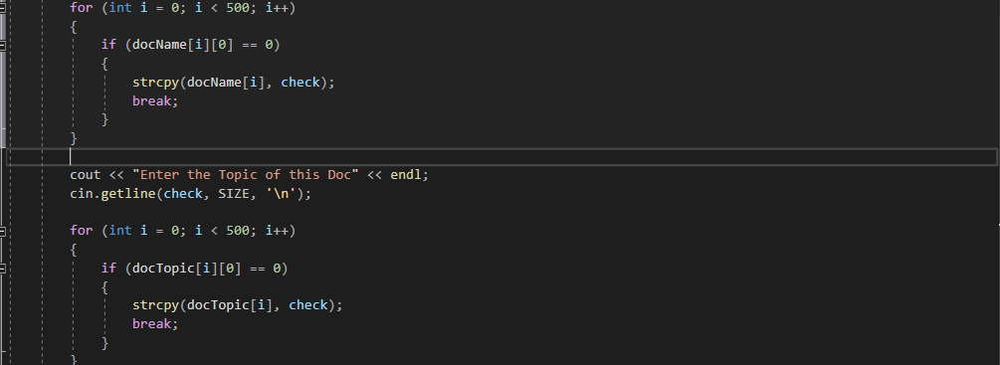 for (int i = 0; i < 500; i++)
{
if (docName[i][0] == 0)
{
strcpy(docName[i], check);
break;
}
}
cout << "Enter the Topic of this Doc" << endl;
cin.getline(check, SIZE, '\n');
for (int i = 0; i < 500; i++)
{
if (docTopic[i][0] == 0)
{
strcpy(docTopic[i], check);
break;
}
}